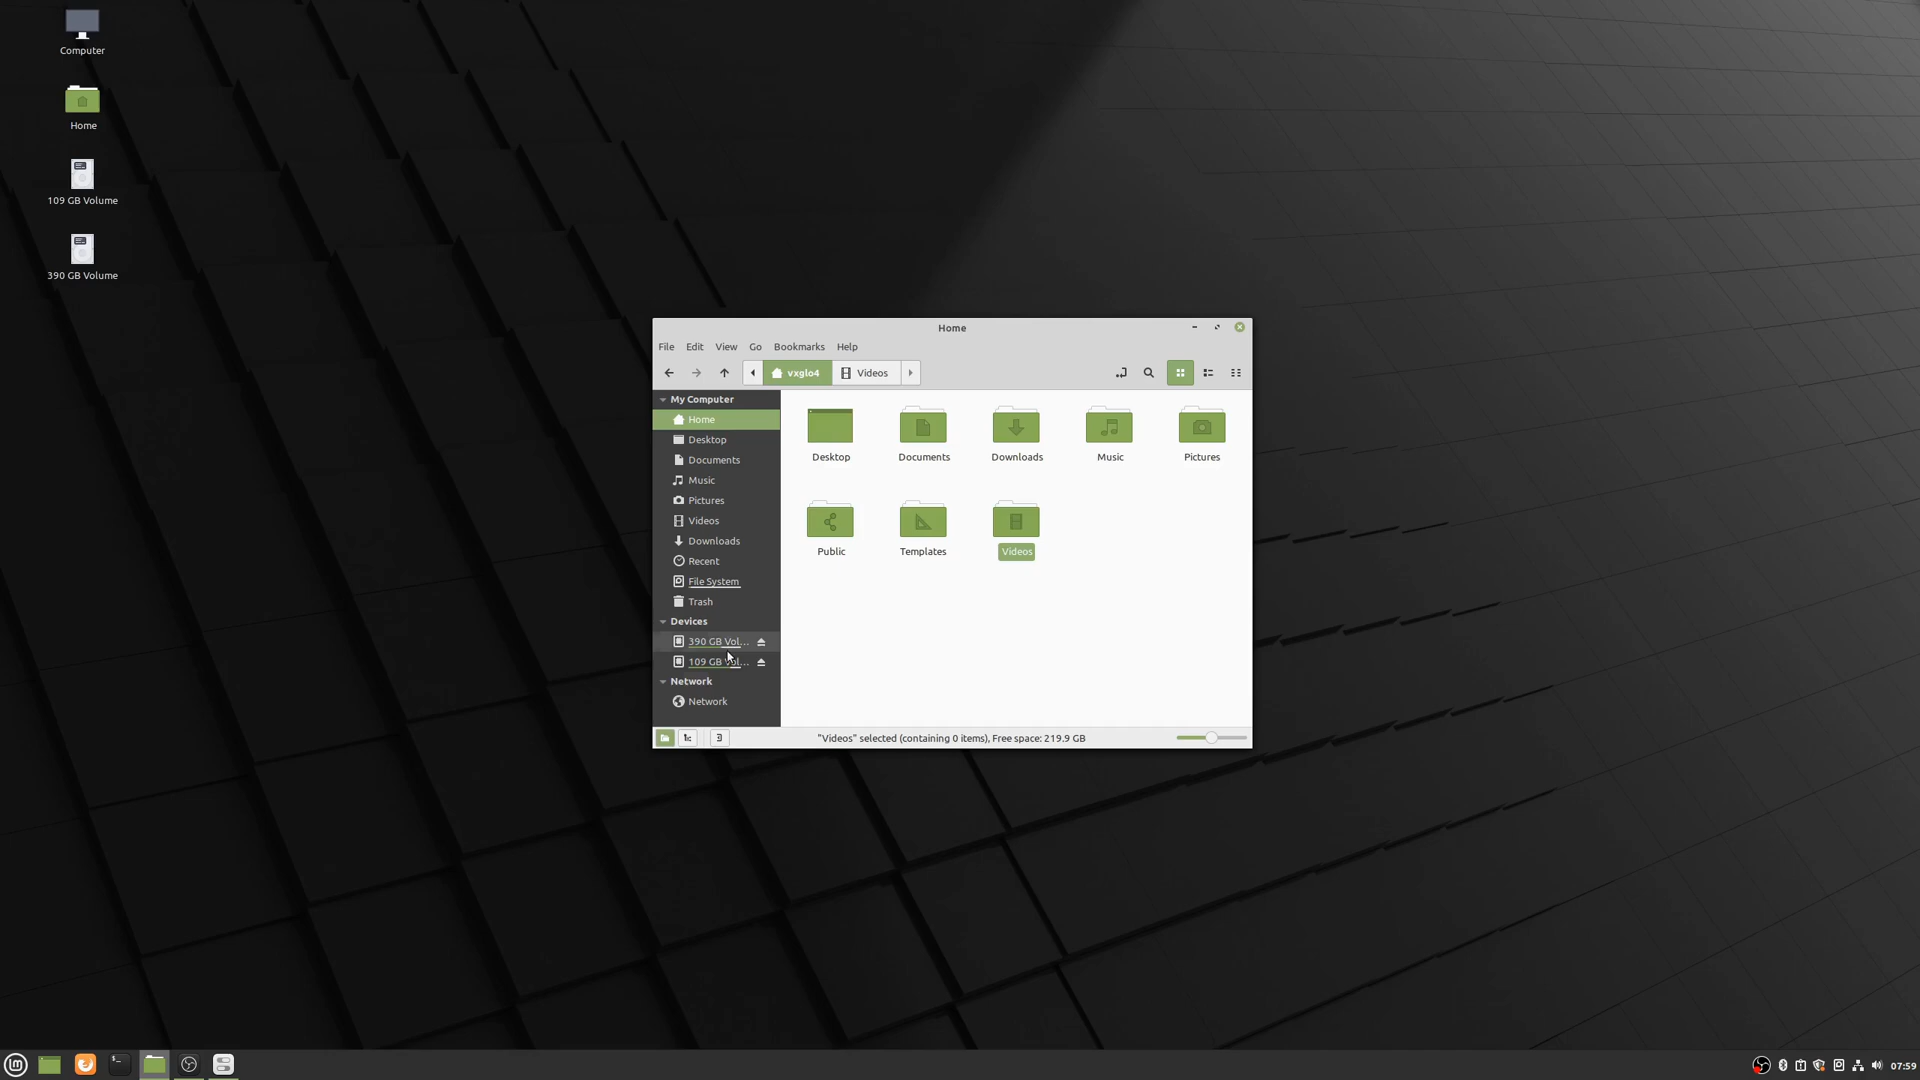 Computer
Home
109 GB Volume
390 GB Volume
Home
File Edit View Go Bookmarks Help
vxglo4 Videos
My Computer
Home
Desktop
Documents
Music
Pictures
Videos
Downloads
Recent
File System
Trash
Devices
390 GB Vol...
109 GB Vol...
Network
Network
Desktop Documents Downloads Music Pictures
Public Templates Videos
"Videos" selected (containing 0 items), Free space: 219.9 GB
07:59